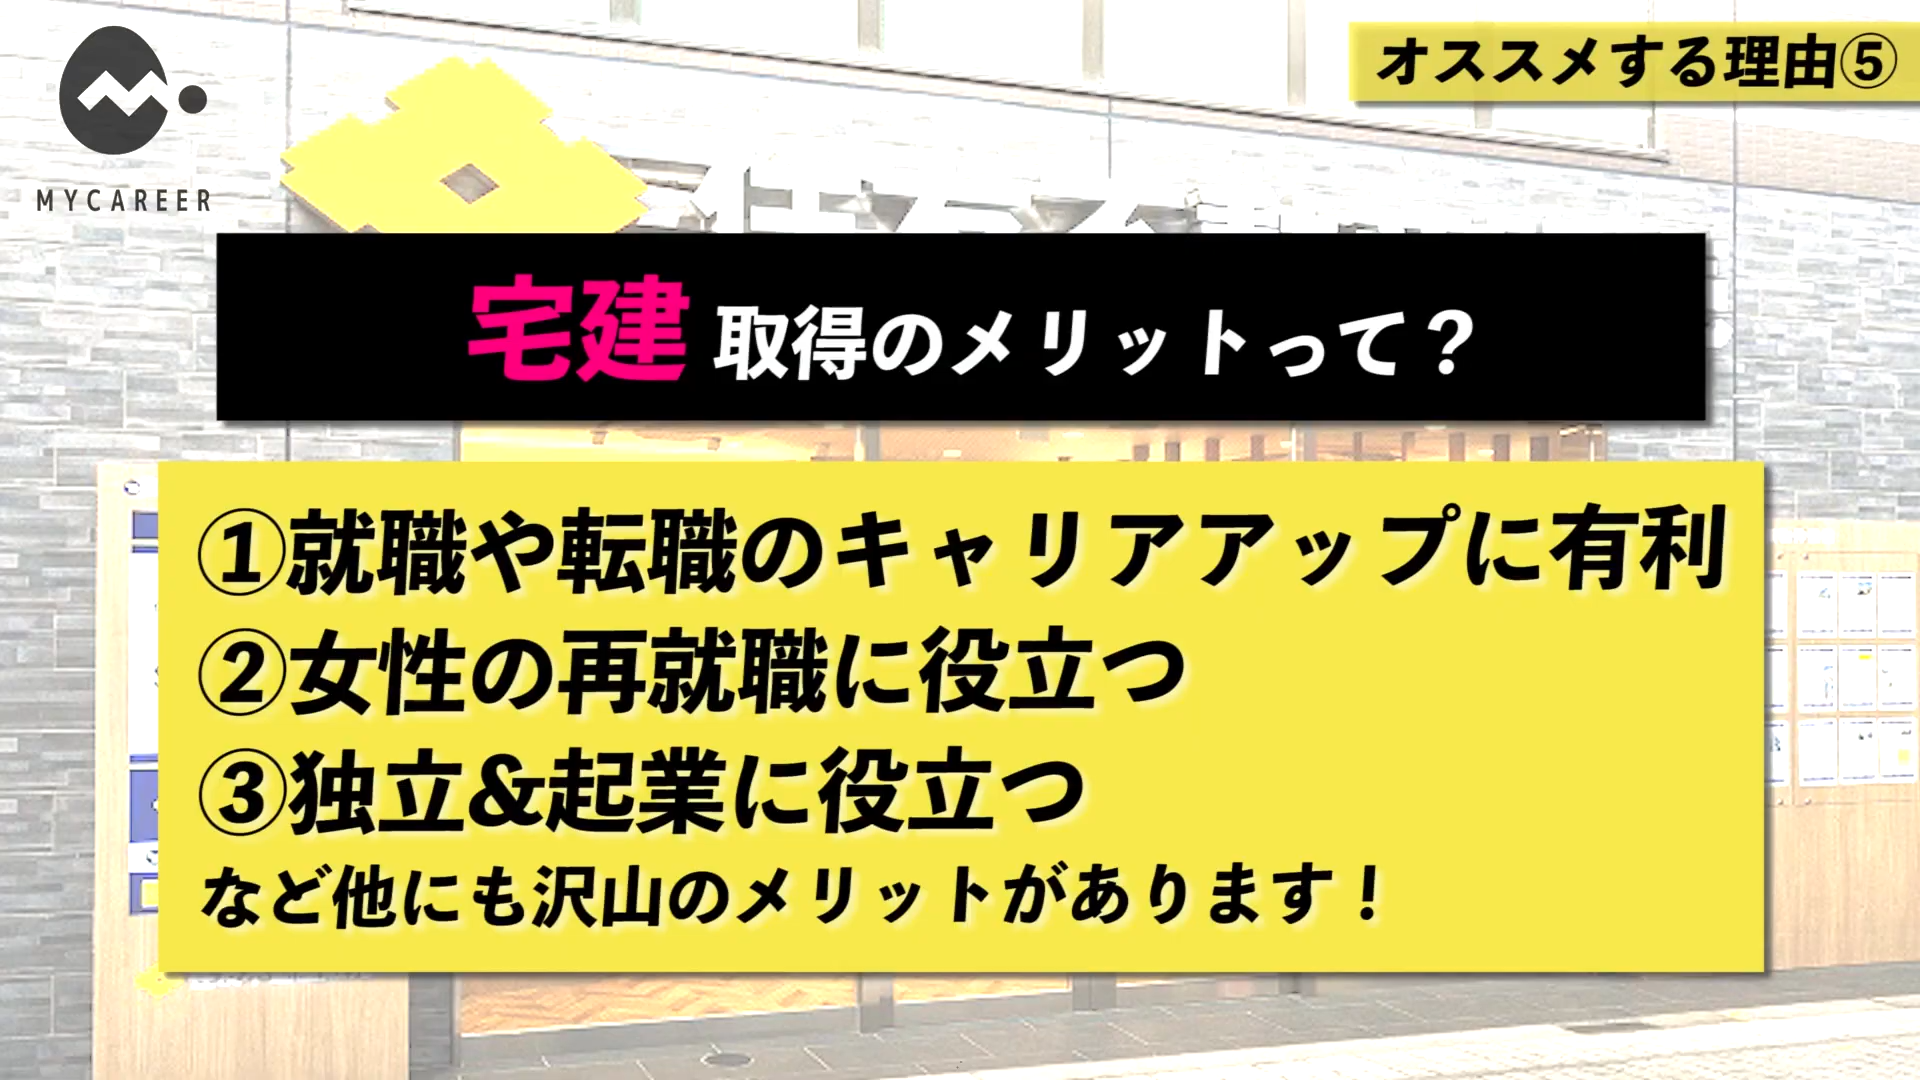 MYCAREER
オススメする理由⑤
宅建 取得のメリットって？
①就職や転職のキャリアアップに有利
②女性の再就職に役立つ
③独立&起業に役立つ
など他にも沢山のメリットがあります！